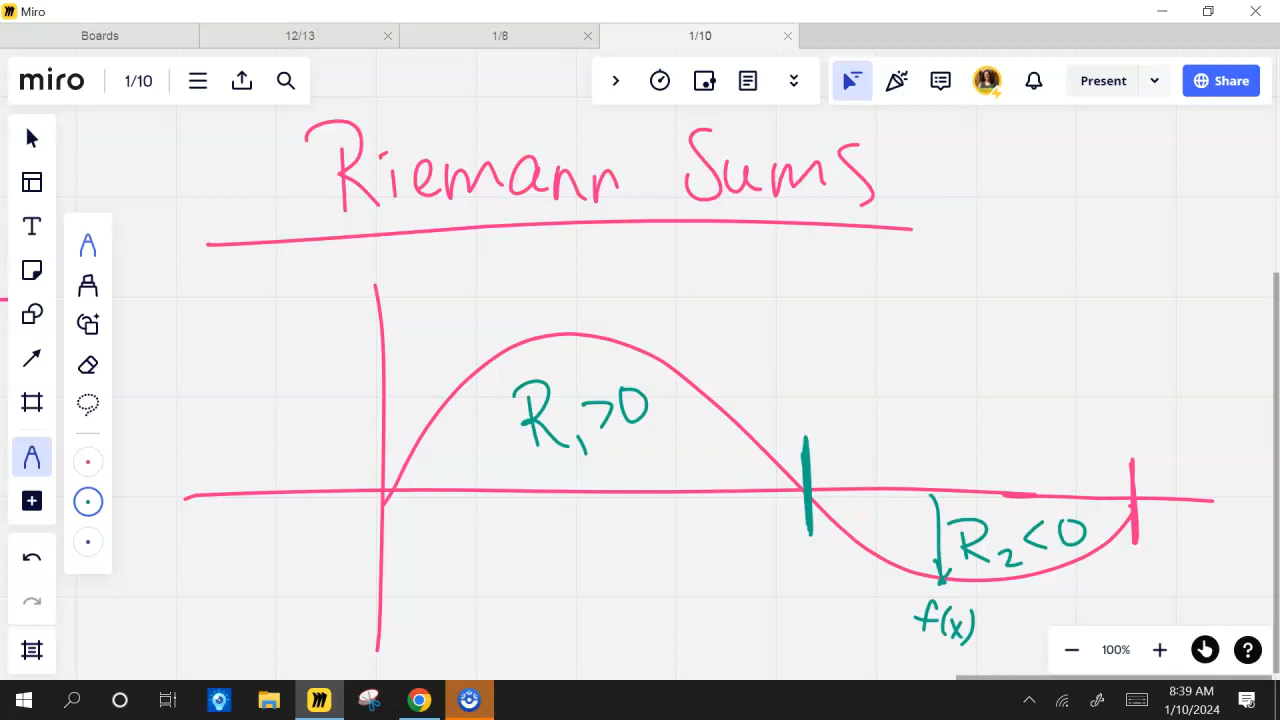 Miro
Boards 12/13 1/8 1/10
miro 1/10 Present Share
Riemann Sums
R₁>0
R₂<0
f(x)
100%
8:39 AM
1/10/2024